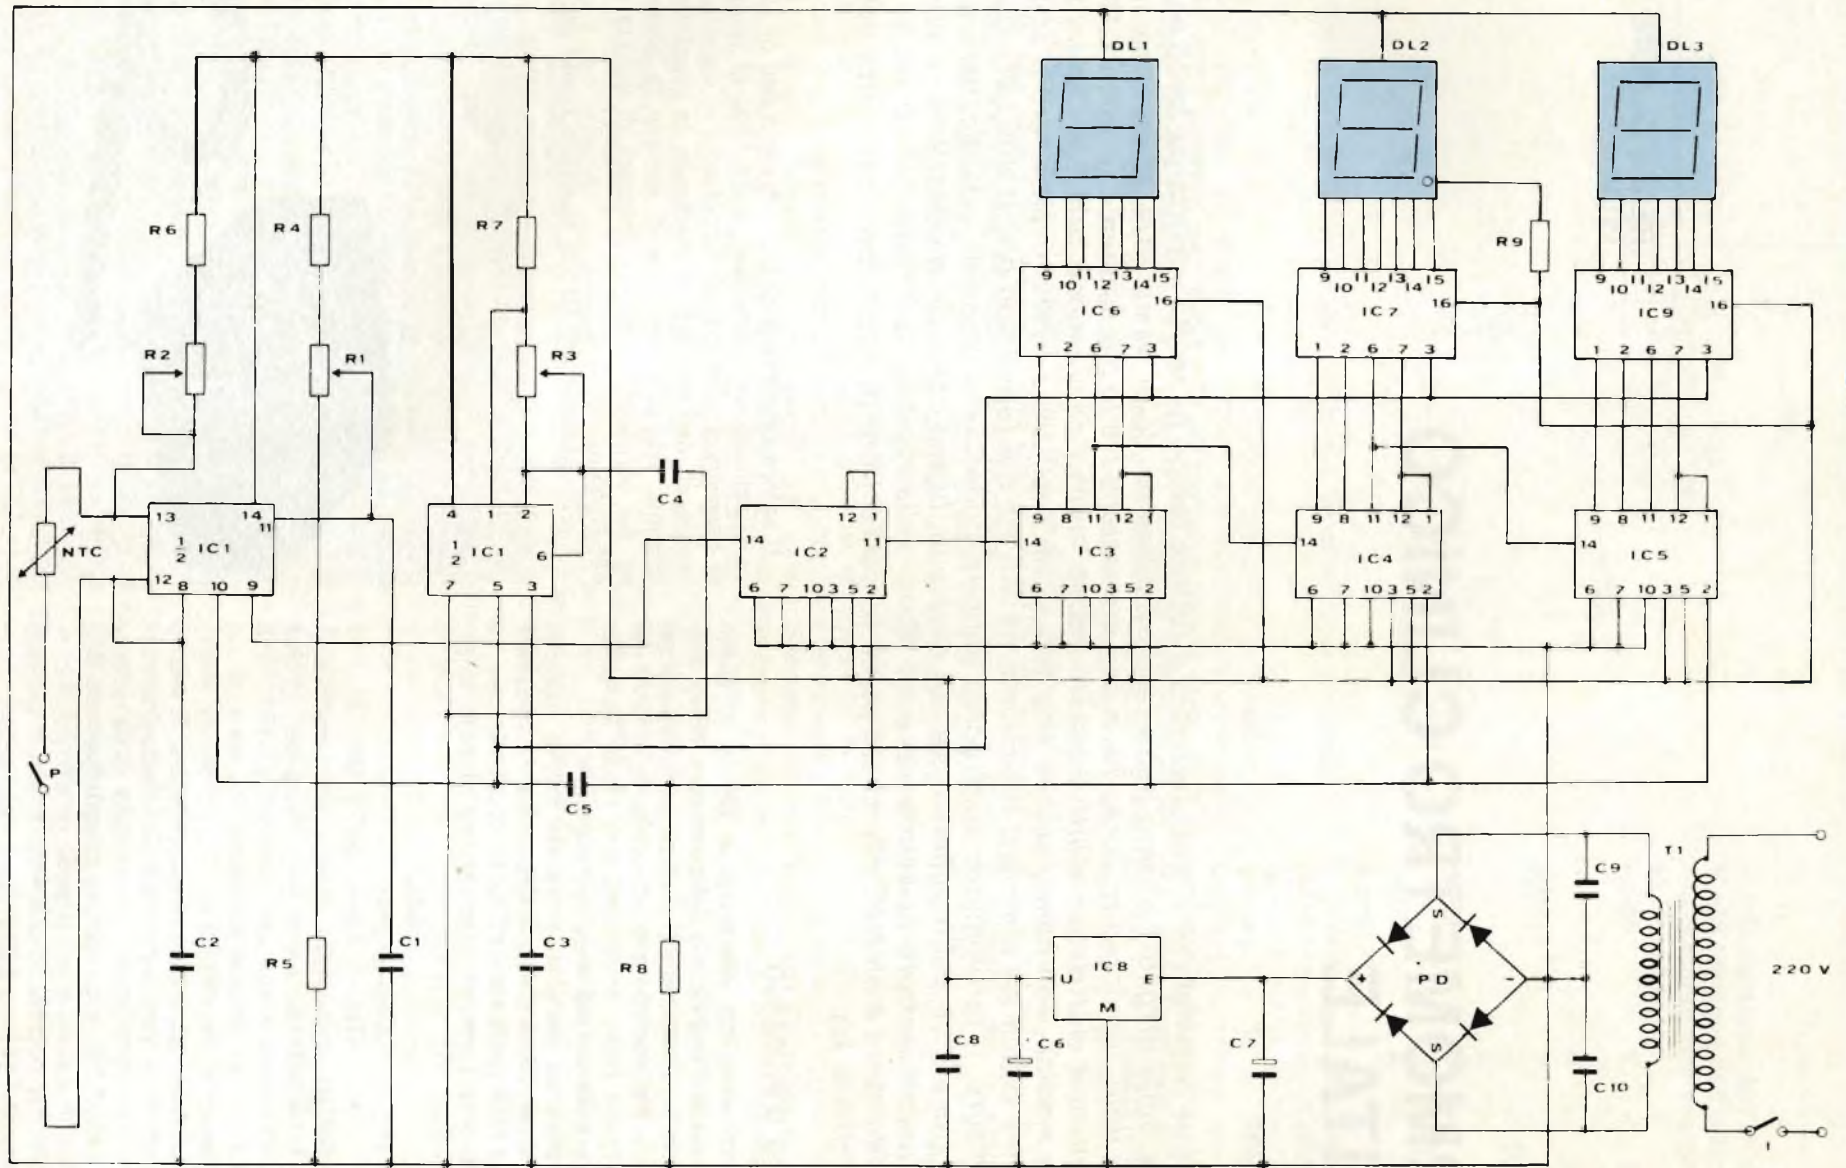 DL1 DL2 DL3
R6 R4 R7 R9
9 10 11 12 13 14 15 16
IC6
1 2 6 7 3
9 10 11 12 13 14 15 16
IC7
1 2 6 7 3
9 10 11 12 13 14 15 16
IC9
1 2 6 7 3
R2 R1 R3
C4
NTC
13 14 11
1/2 IC1
12 8 10 9
4 1 2
1/2 IC1 6
7 5 3
12 1
14 IC2 11
6 7 10 3 5 2
9 8 11 12 1
14 IC3
6 7 10 3 5 2
9 8 11 12 1
14 IC4
6 7 10 3 5 2
9 8 11 12 1
14 IC5
6 7 10 3 5 2
P
C5
C2 R5 C1 C3 R8
IC8
U E
M
C8 C6 C7
S
+ PD -
S
C9 T1
220 V
C10
I